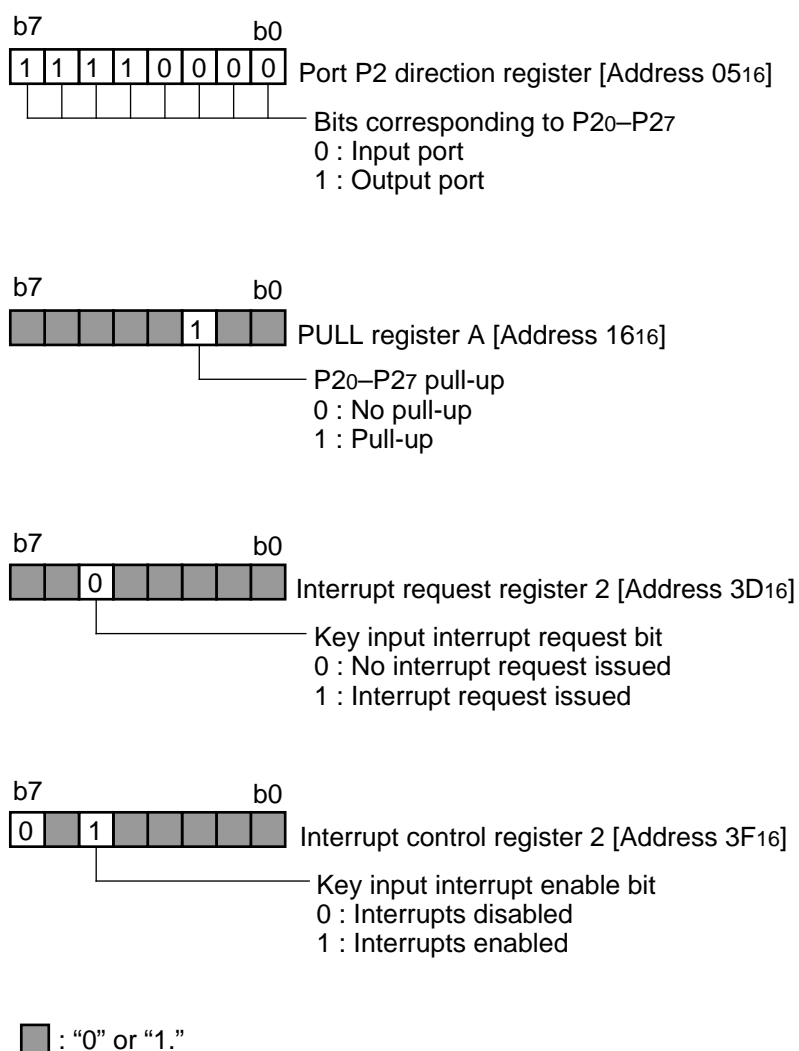 b7 b0
1 1 1 1 0 0 0 0 Port P2 direction register [Address 0516]
Bits corresponding to P20–P27
0 : Input port
1 : Output port
b7 b0
1 PULL register A [Address 1616]
P20–P27 pull-up
0 : No pull-up
1 : Pull-up
b7 b0
0 Interrupt request register 2 [Address 3D16]
Key input interrupt request bit
0 : No interrupt request issued
1 : Interrupt request issued
b7 b0
0 1 Interrupt control register 2 [Address 3F16]
Key input interrupt enable bit
0 : Interrupts disabled
1 : Interrupts enabled
: “0” or “1.”